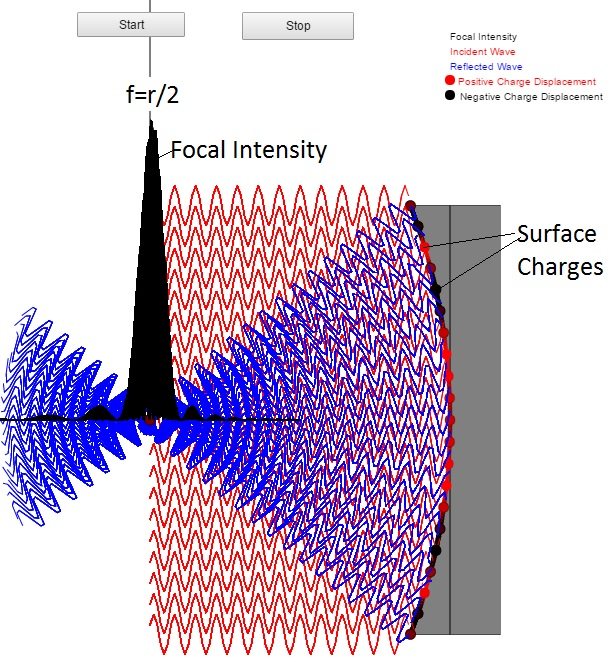 Start
Stop
Focal Intensity
Incident Wave
Reflected Wave
Positive Charge Displacement
Negative Charge Displacement
f=r/2
Focal Intensity
Surface
Charges